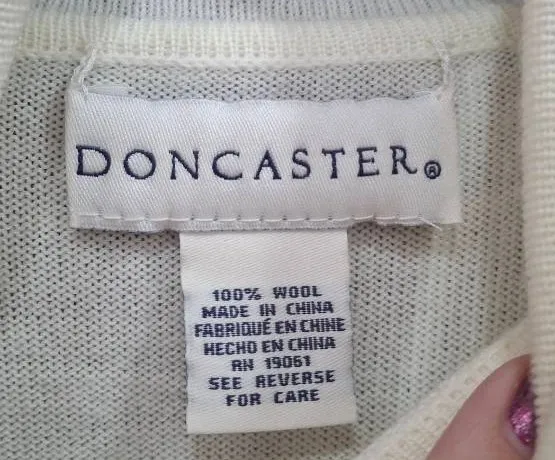 DONCASTER®
100% WOOL
MADE IN CHINA
FABRIQUÉ EN CHINE
HECHO EN CHINA
RN 19061
SEE REVERSE
FOR CARE